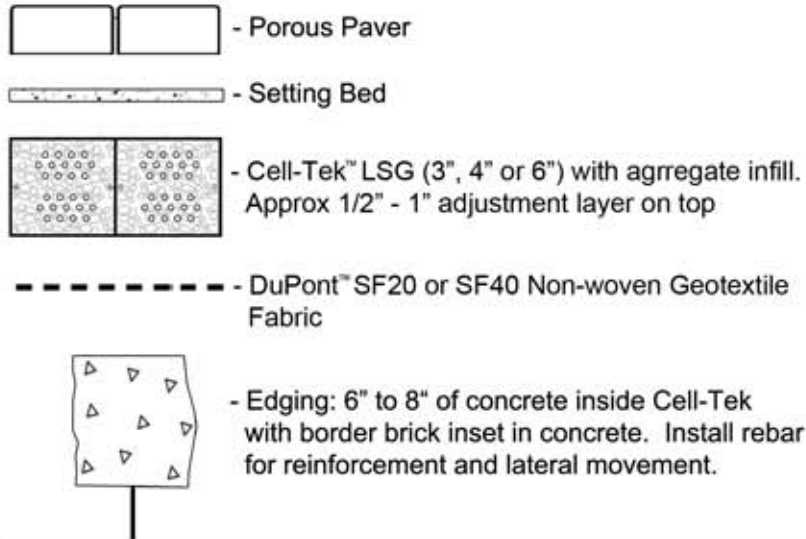 - Porous Paver
- Setting Bed
- Cell-Tek™ LSG (3”, 4” or 6”) with agrregate infill.
Approx 1/2” - 1” adjustment layer on top
- DuPont™ SF20 or SF40 Non-woven Geotextile
Fabric
- Edging: 6” to 8“ of concrete inside Cell-Tek
with border brick inset in concrete. Install rebar
for reinforcement and lateral movement.